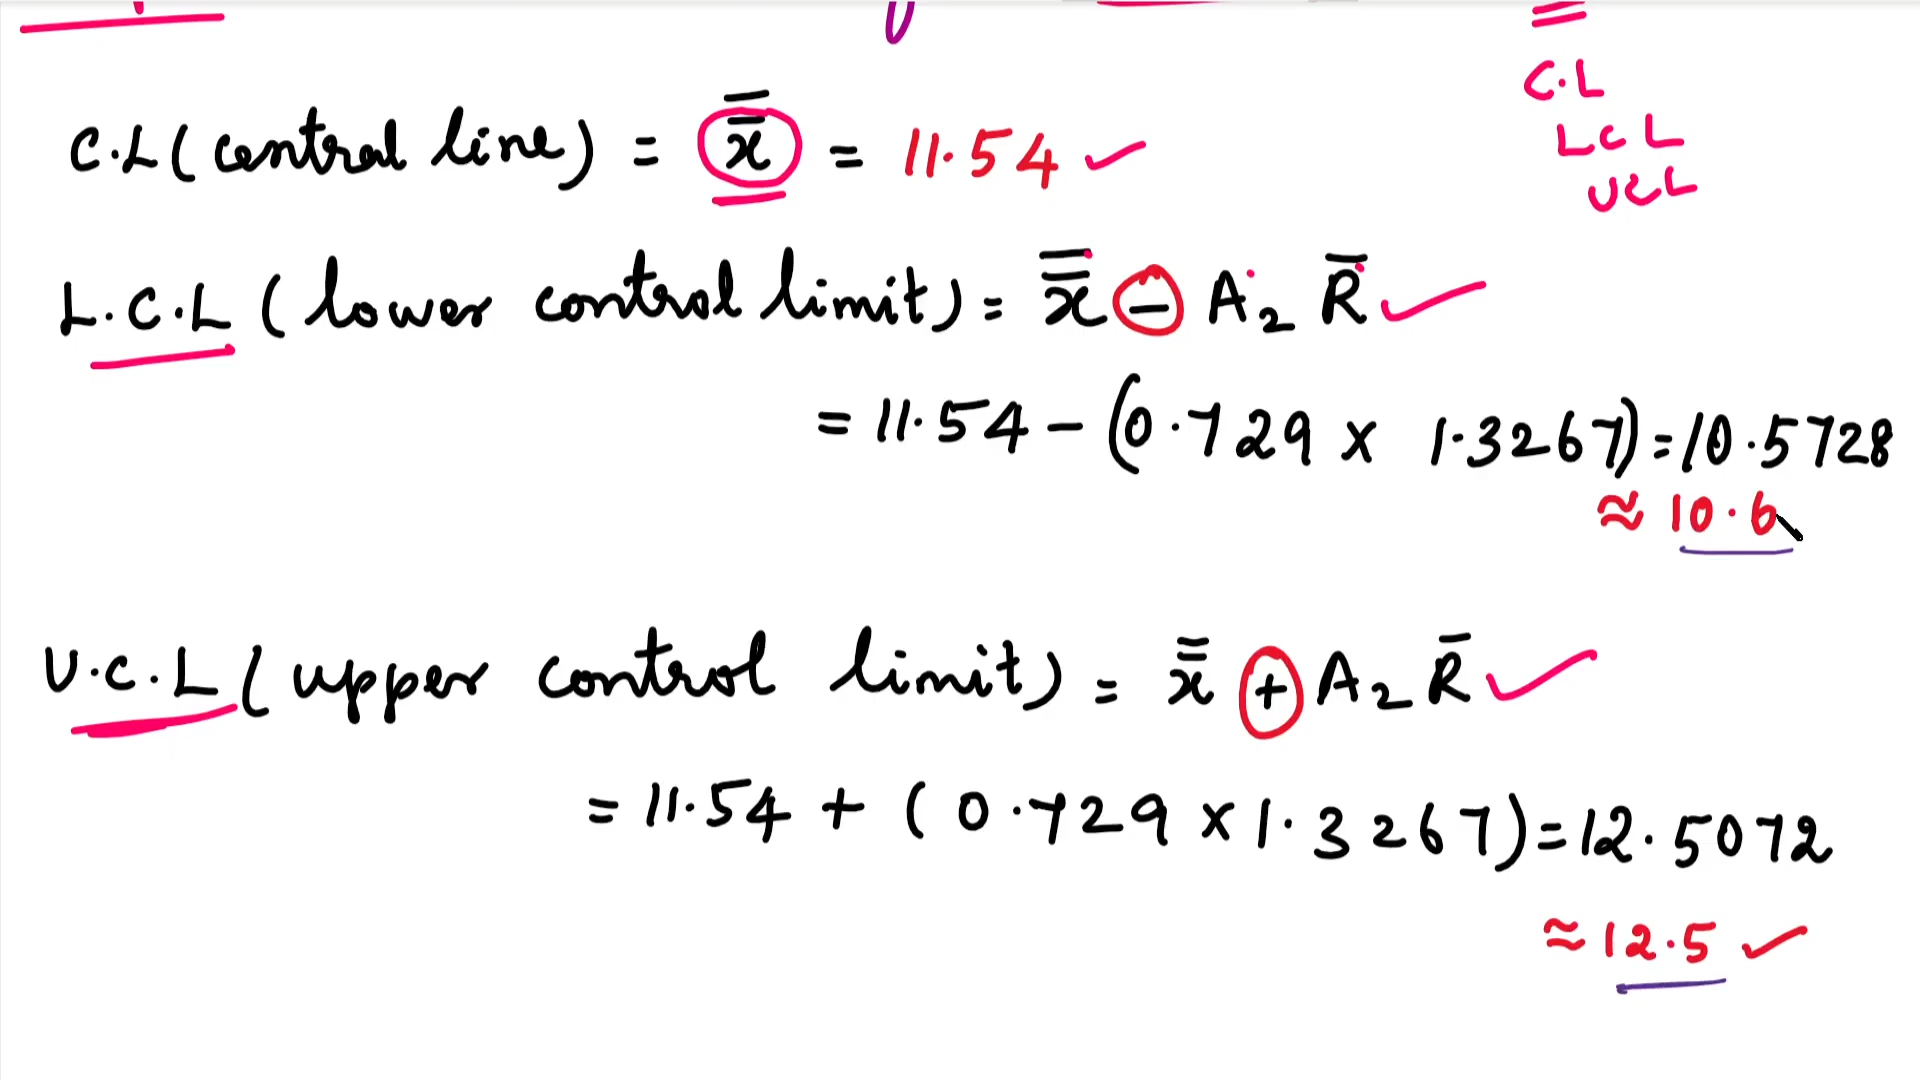 C.L
LCL
UCL
C.L (central line) = x̿ = 11.54 ✓
L.C.L (lower control limit) = x̿ − A₂ R̄ ✓
= 11.54 − (0.729 × 1.3267) = 10.5728
≈ 10.6
U.C.L (upper control limit) = x̿ + A₂ R̄ ✓
= 11.54 + (0.729 × 1.3267) = 12.5072
≈ 12.5 ✓